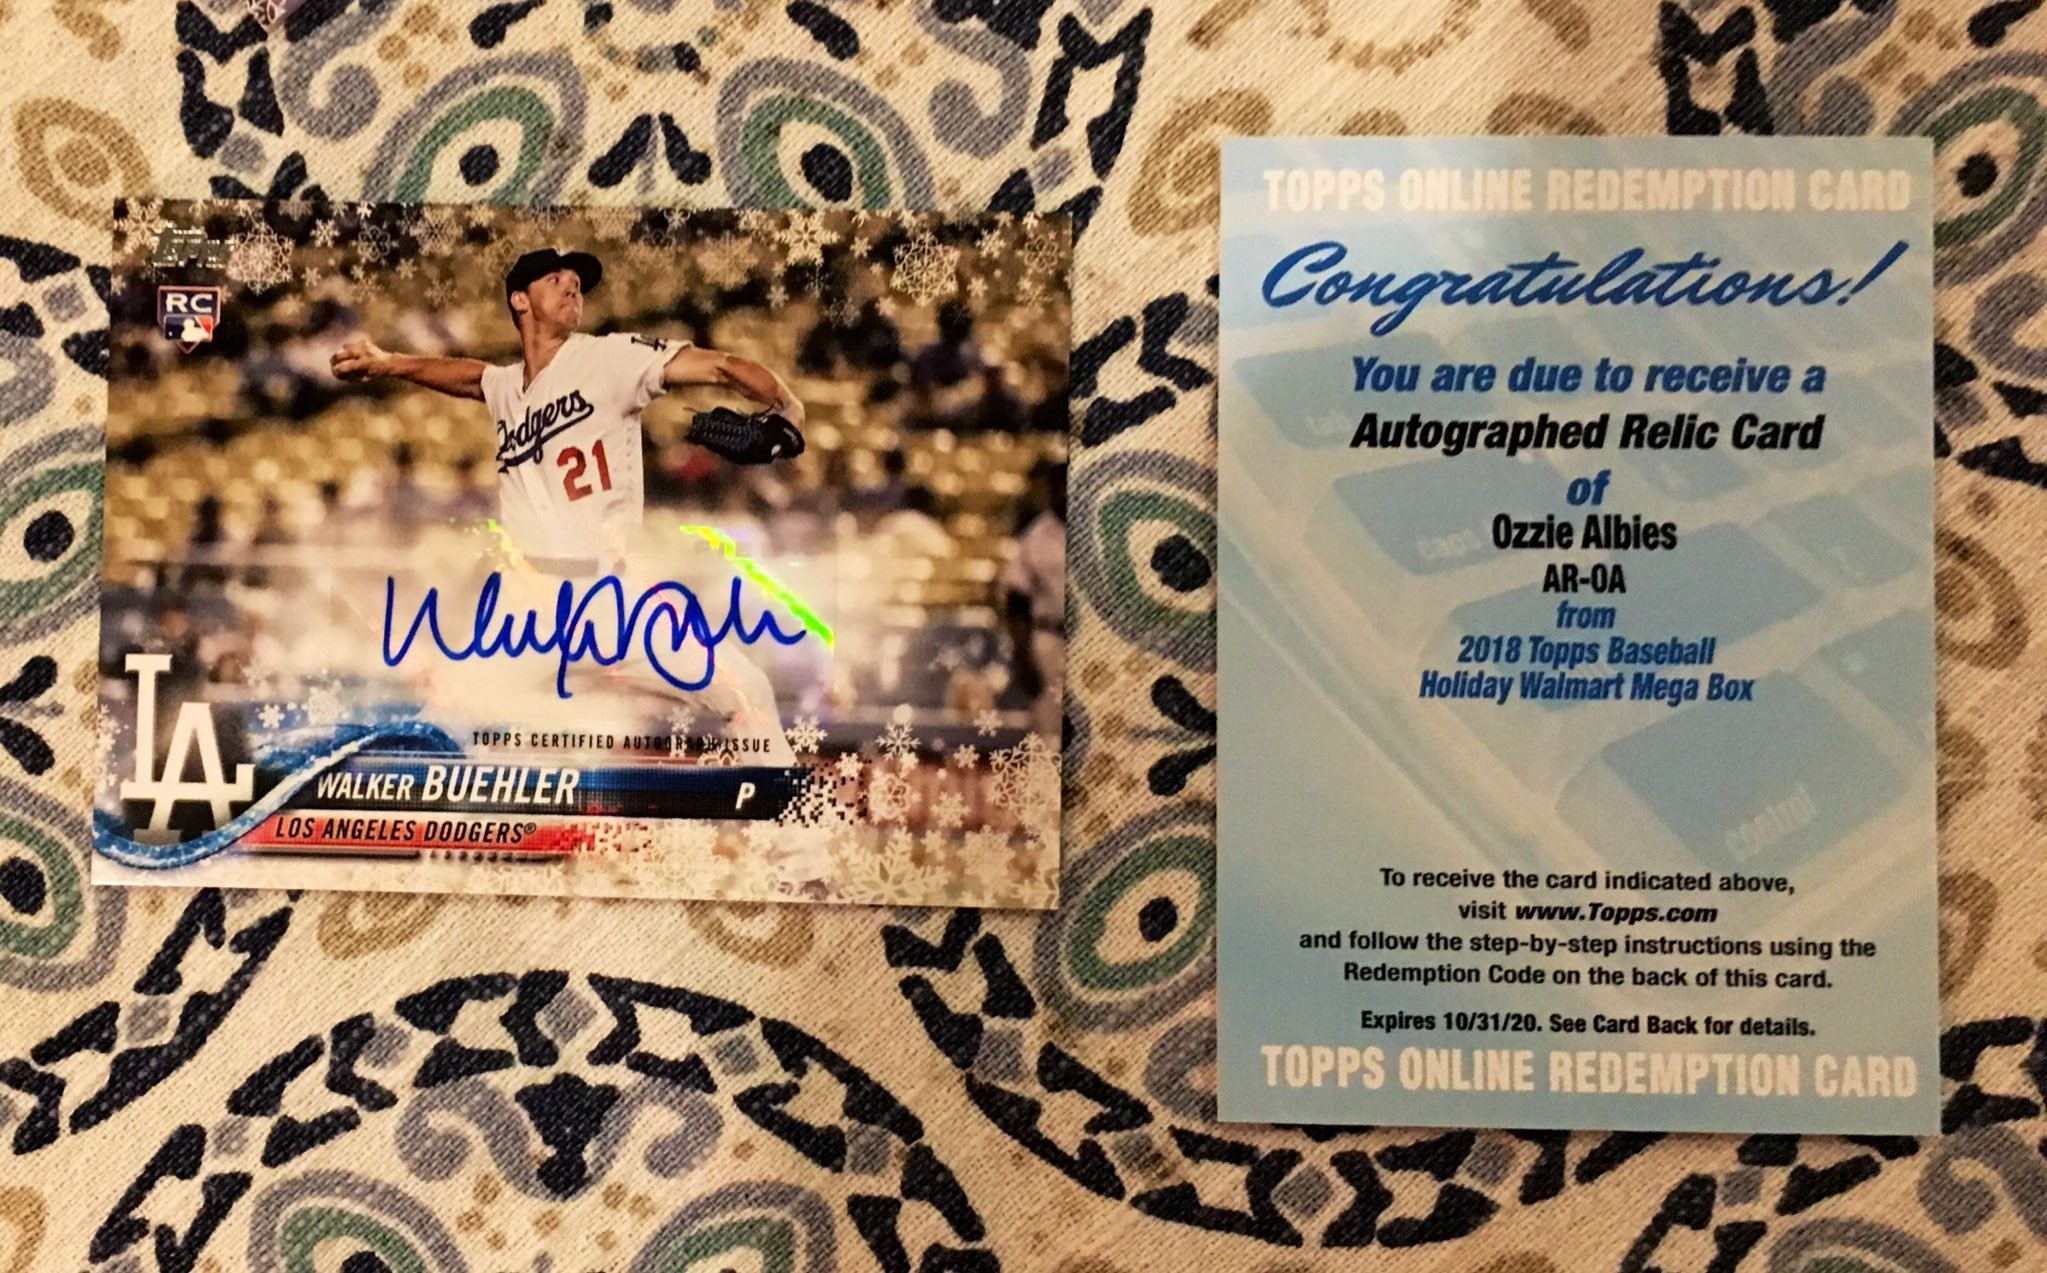 TOPPS
RC
Dodgers
21
TOPPS CERTIFIED AUTOGRAPH ISSUE
LA
WALKER BUEHLER
P
LOS ANGELES DODGERS®
TOPPS ONLINE REDEMPTION CARD
Congratulations!
You are due to receive a
Autographed Relic Card
of
Ozzie Albies
AR-OA
from
2018 Topps Baseball
Holiday Walmart Mega Box
control
To receive the card indicated above,
visit www.Topps.com
and follow the step-by-step instructions using the
Redemption Code on the back of this card.
Expires 10/31/20. See Card Back for details.
TOPPS ONLINE REDEMPTION CARD